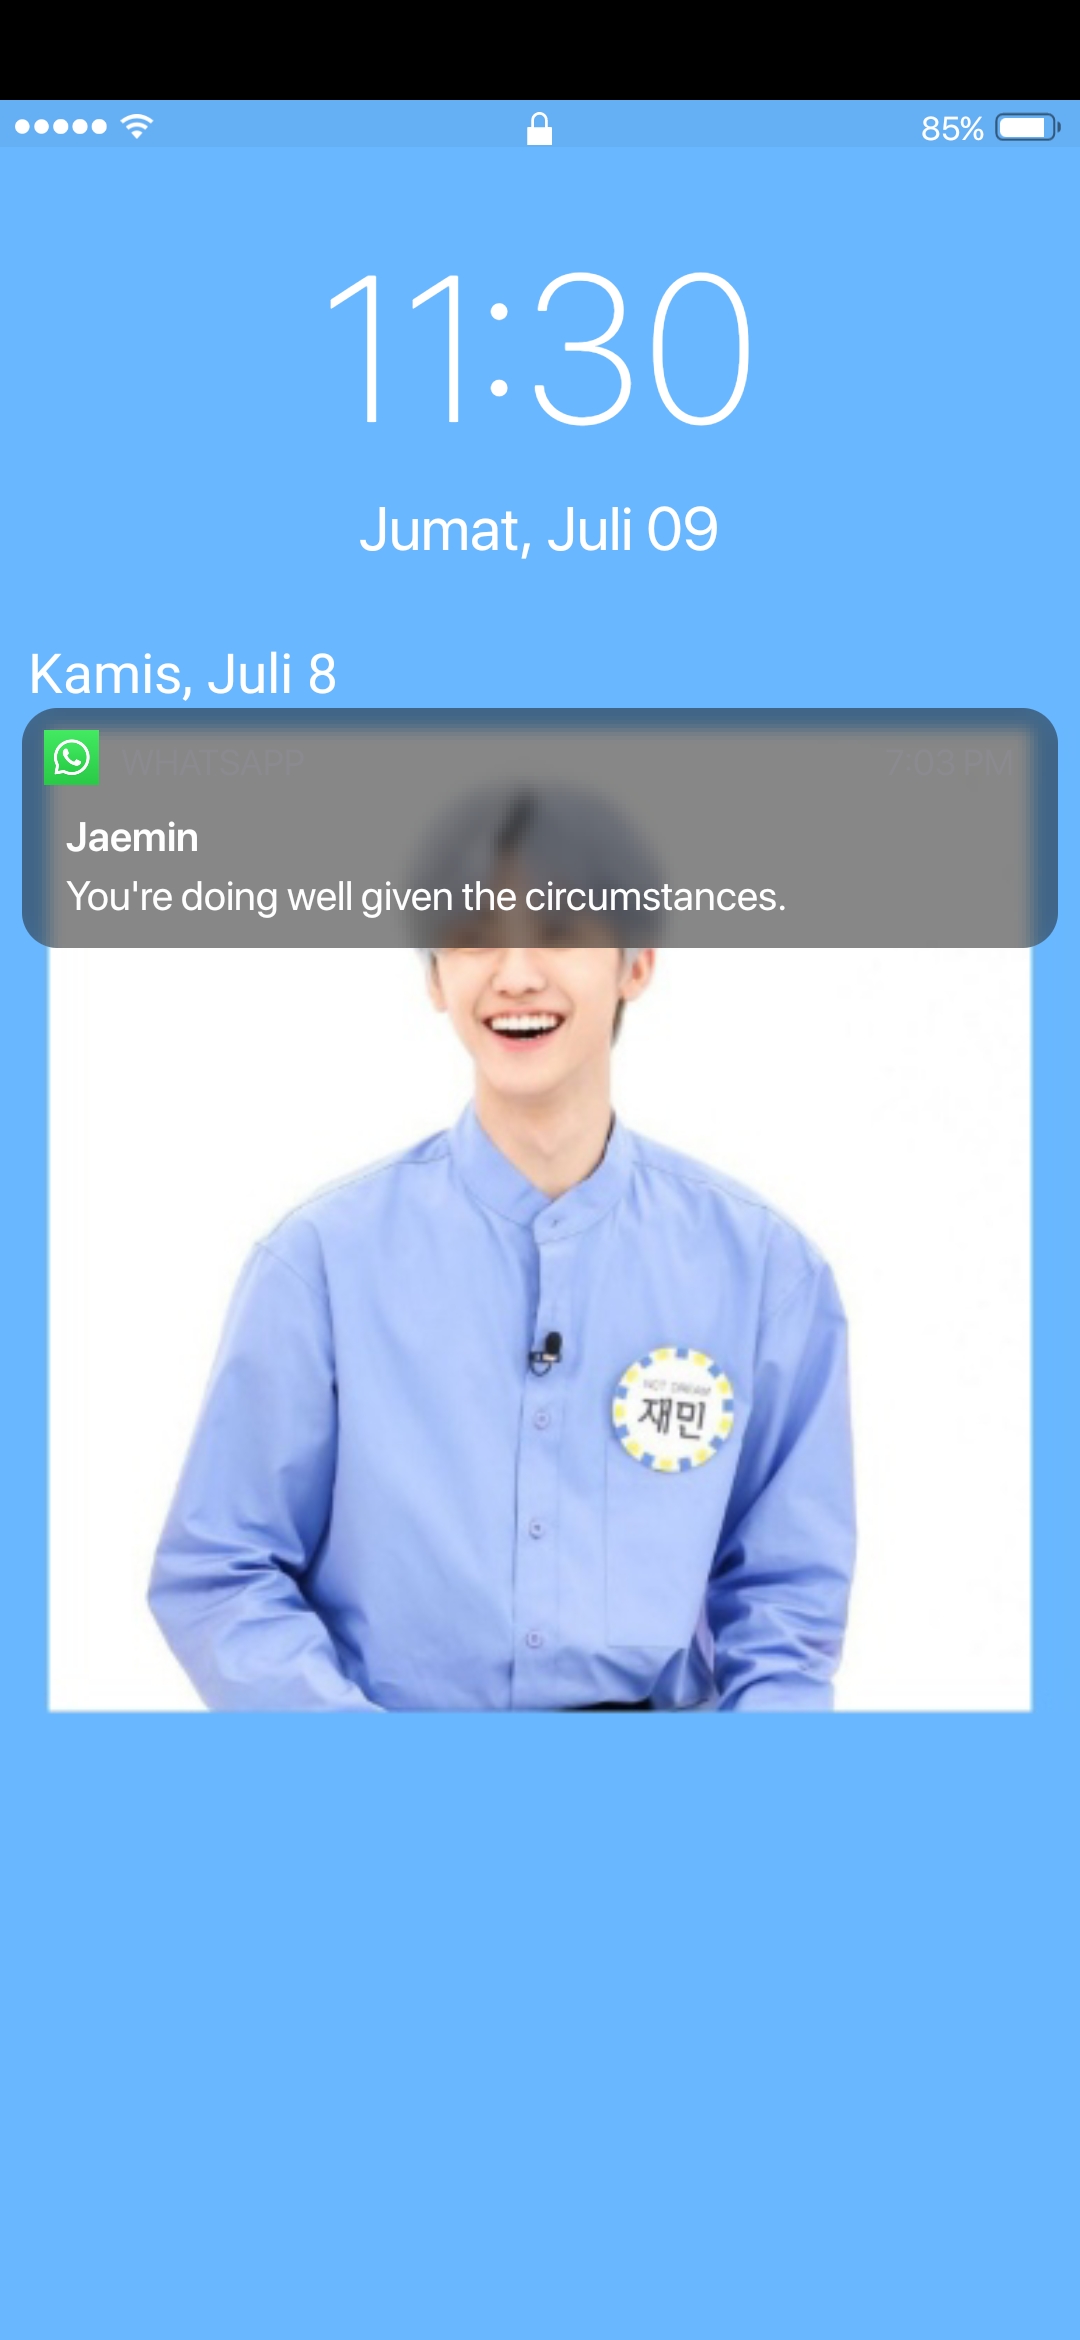 85%
11:30
Jumat, Juli 09
Kamis, Juli 8
WHATSAPP 7:03 PM
Jaemin
You're doing well given the circumstances.
NCT DREAM
재민